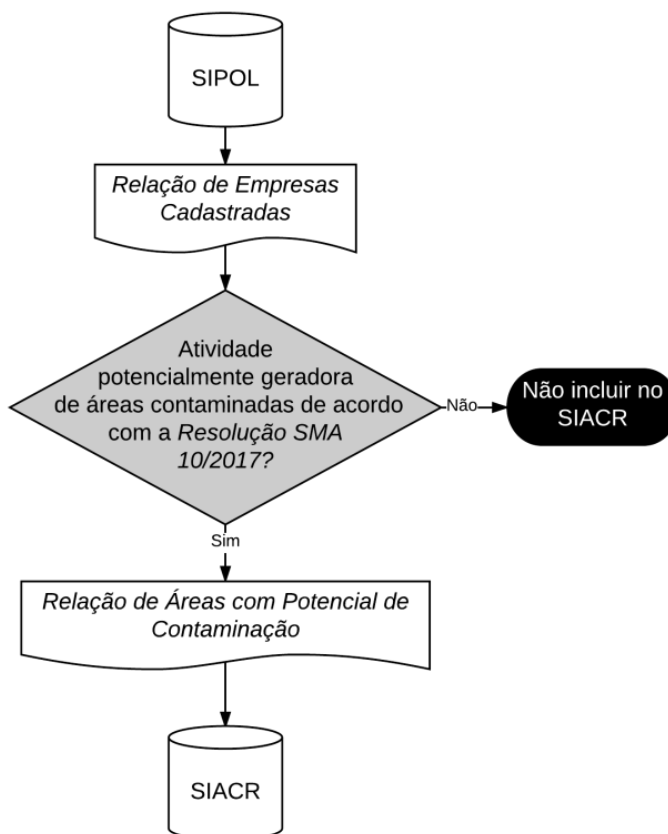 SIPOL
Relação de Empresas
Cadastradas
Atividade
potencialmente geradora
de áreas contaminadas de acordo
com a Resolução SMA
10/2017?
Não
Não incluir no
SIACR
Sim
Relação de Áreas com Potencial de
Contaminação
SIACR